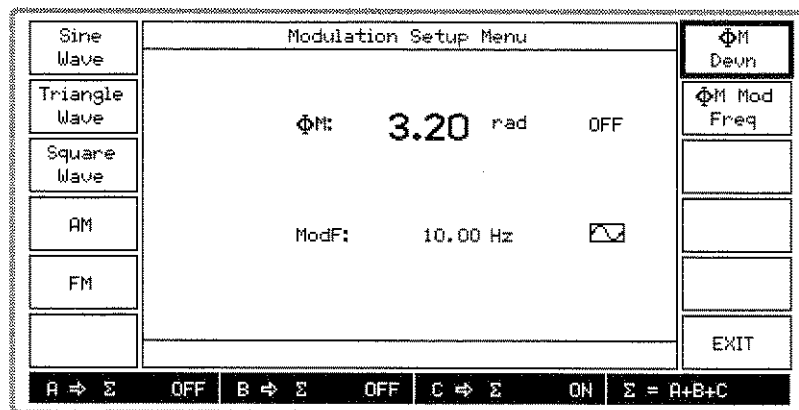 Sine
Wave
Triangle
Wave
Square
Wave
AM
FM
Modulation Setup Menu
ΦM: 3.20 rad OFF
ModF: 10.00 Hz
ΦM
Devn
ΦM Mod
Freq
EXIT
A ⇒ Σ OFF B ⇒ Σ OFF C ⇒ Σ ON Σ = A+B+C